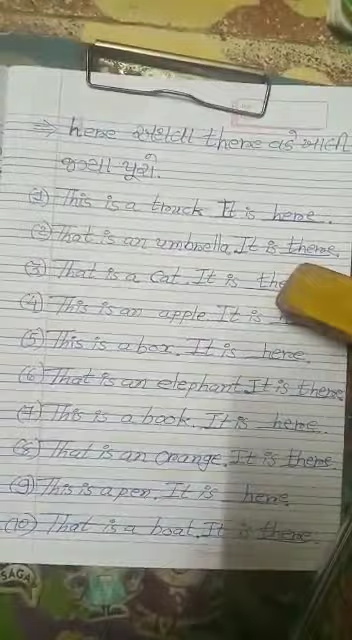 ⇒ here અથવા there વડે ખાલી
જગ્યા પૂરો.
(1) This is a truck. It is here.
(2) That is an umbrella. It is there.
(3) That is a cat. It is
(4) This is an apple It is
(5) This is a box. It is here.
(6) That is an elephant It is there
(7) This is a book. It is here.
(8) That is an orange. It is there.
(9) This is a pen. It is here.
(10) That is a boat. It is there.
SAGA